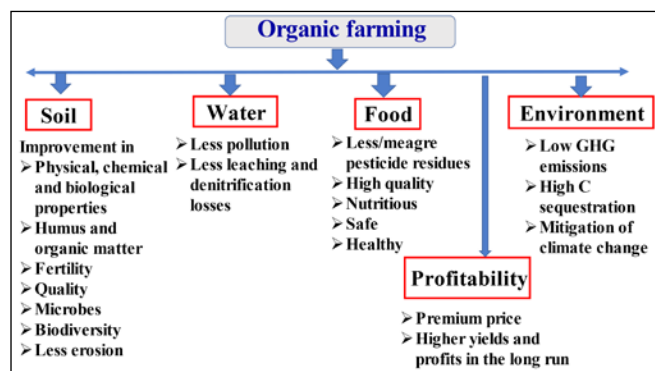 Organic farming
Soil
Improvement in
➢ Physical, chemical
and biological
properties
➢ Humus and
organic matter
➢ Fertility
➢ Quality
➢ Microbes
➢ Biodiversity
➢ Less erosion
Water
➢ Less pollution
➢ Less leaching and
denitrification
losses
Food
➢ Less/meagre
pesticide residues
➢ High quality
➢ Nutritious
➢ Safe
➢ Healthy
Profitability
➢ Premium price
➢ Higher yields and
profits in the long run
Environment
➢ Low GHG
emissions
➢ High C
sequestration
➢ Mitigation of
climate change